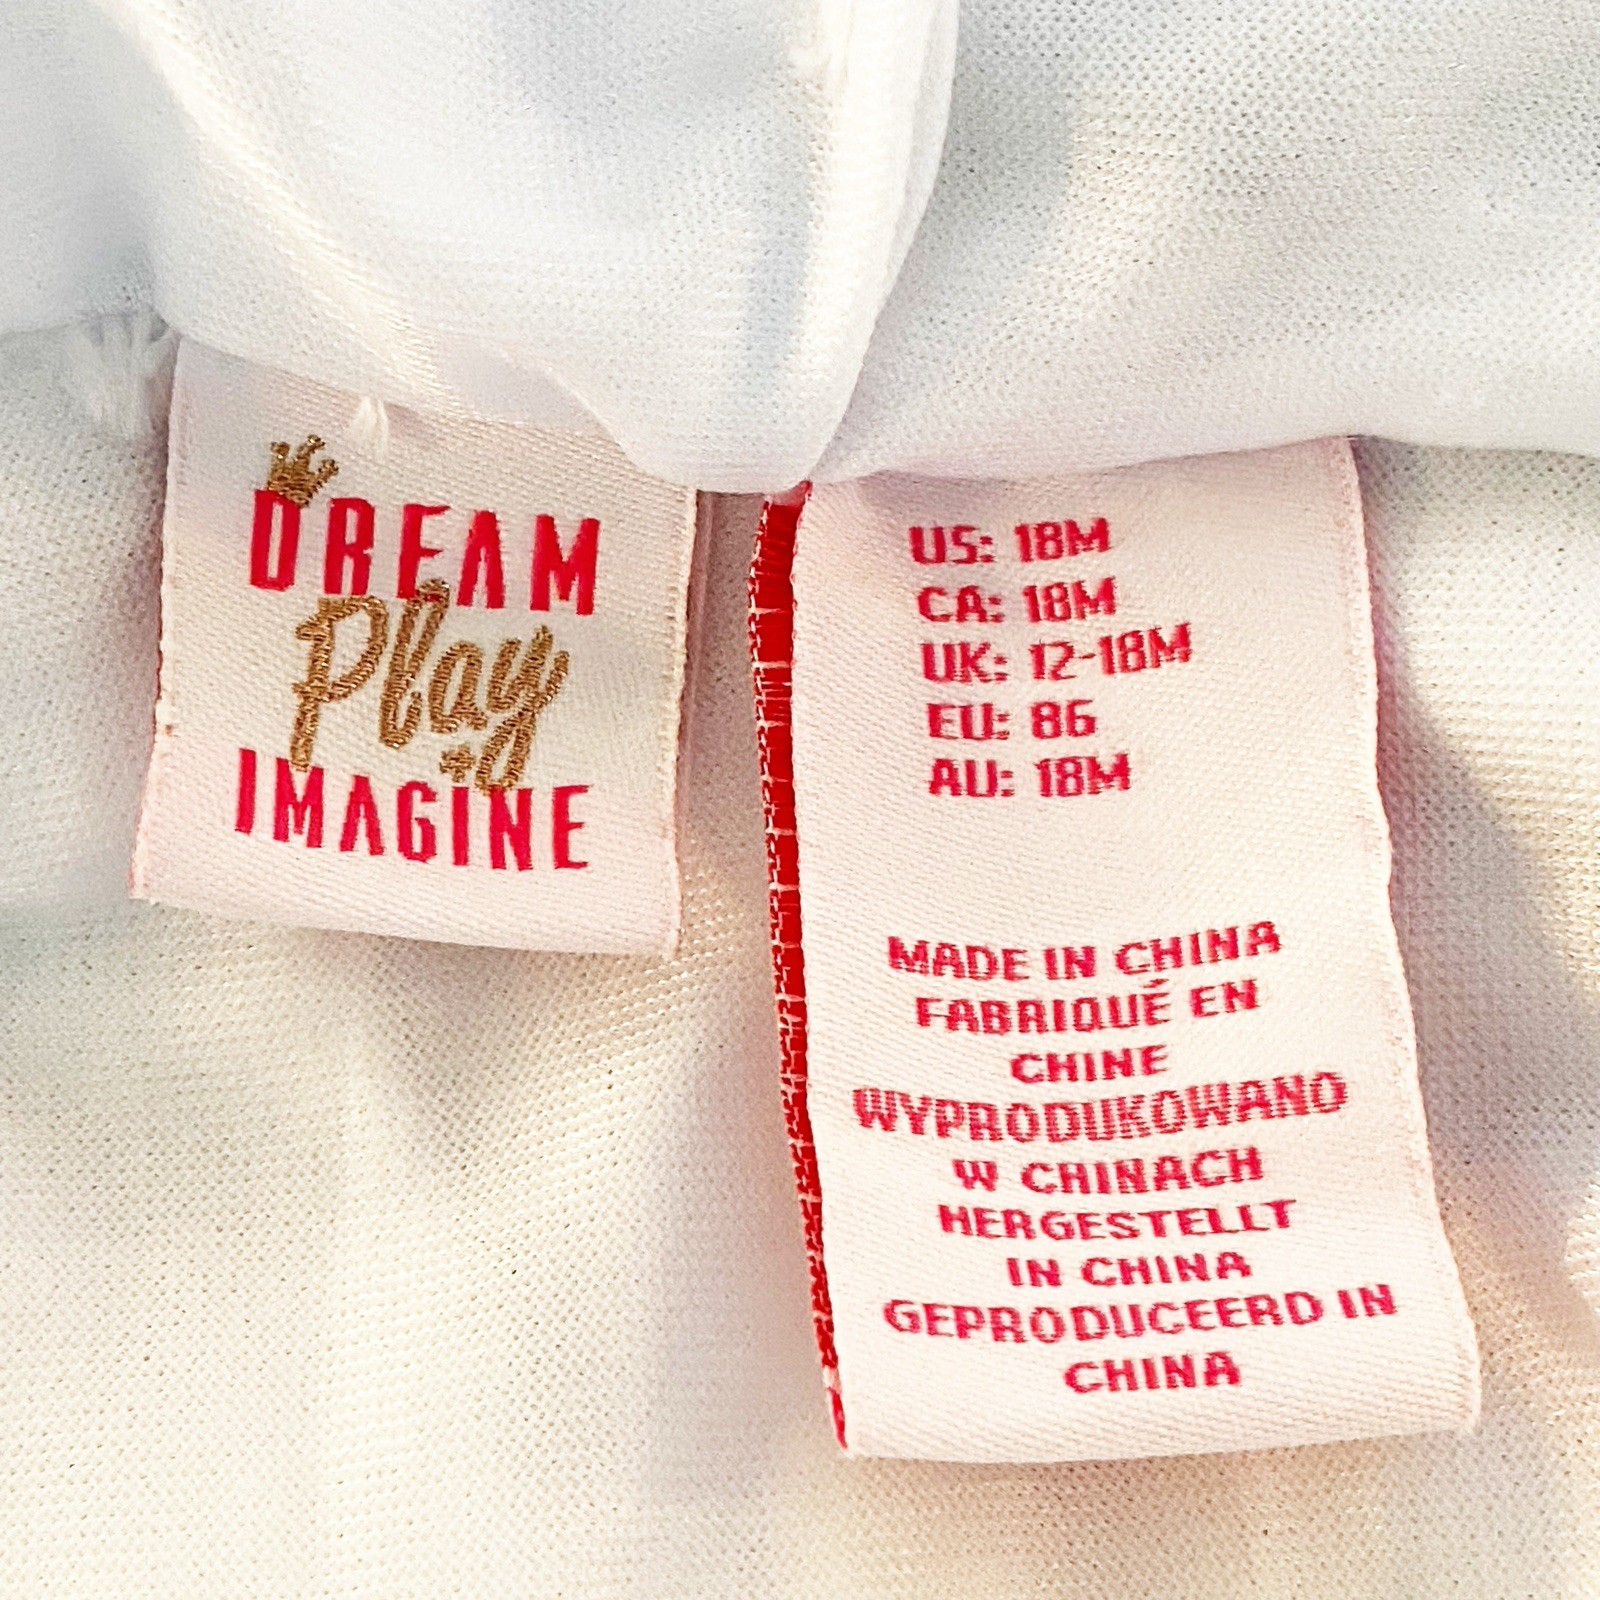 DREAM
Play
IMAGINE
US: 18M
CA: 18M
UK: 12-18M
EU: 86
AU: 18M
MADE IN CHINA
FABRIQUÉ EN
CHINE
WYPRODUKOWANO
W CHINACH
HERGESTELLT
IN CHINA
GEPRODUCEERD IN
CHINA